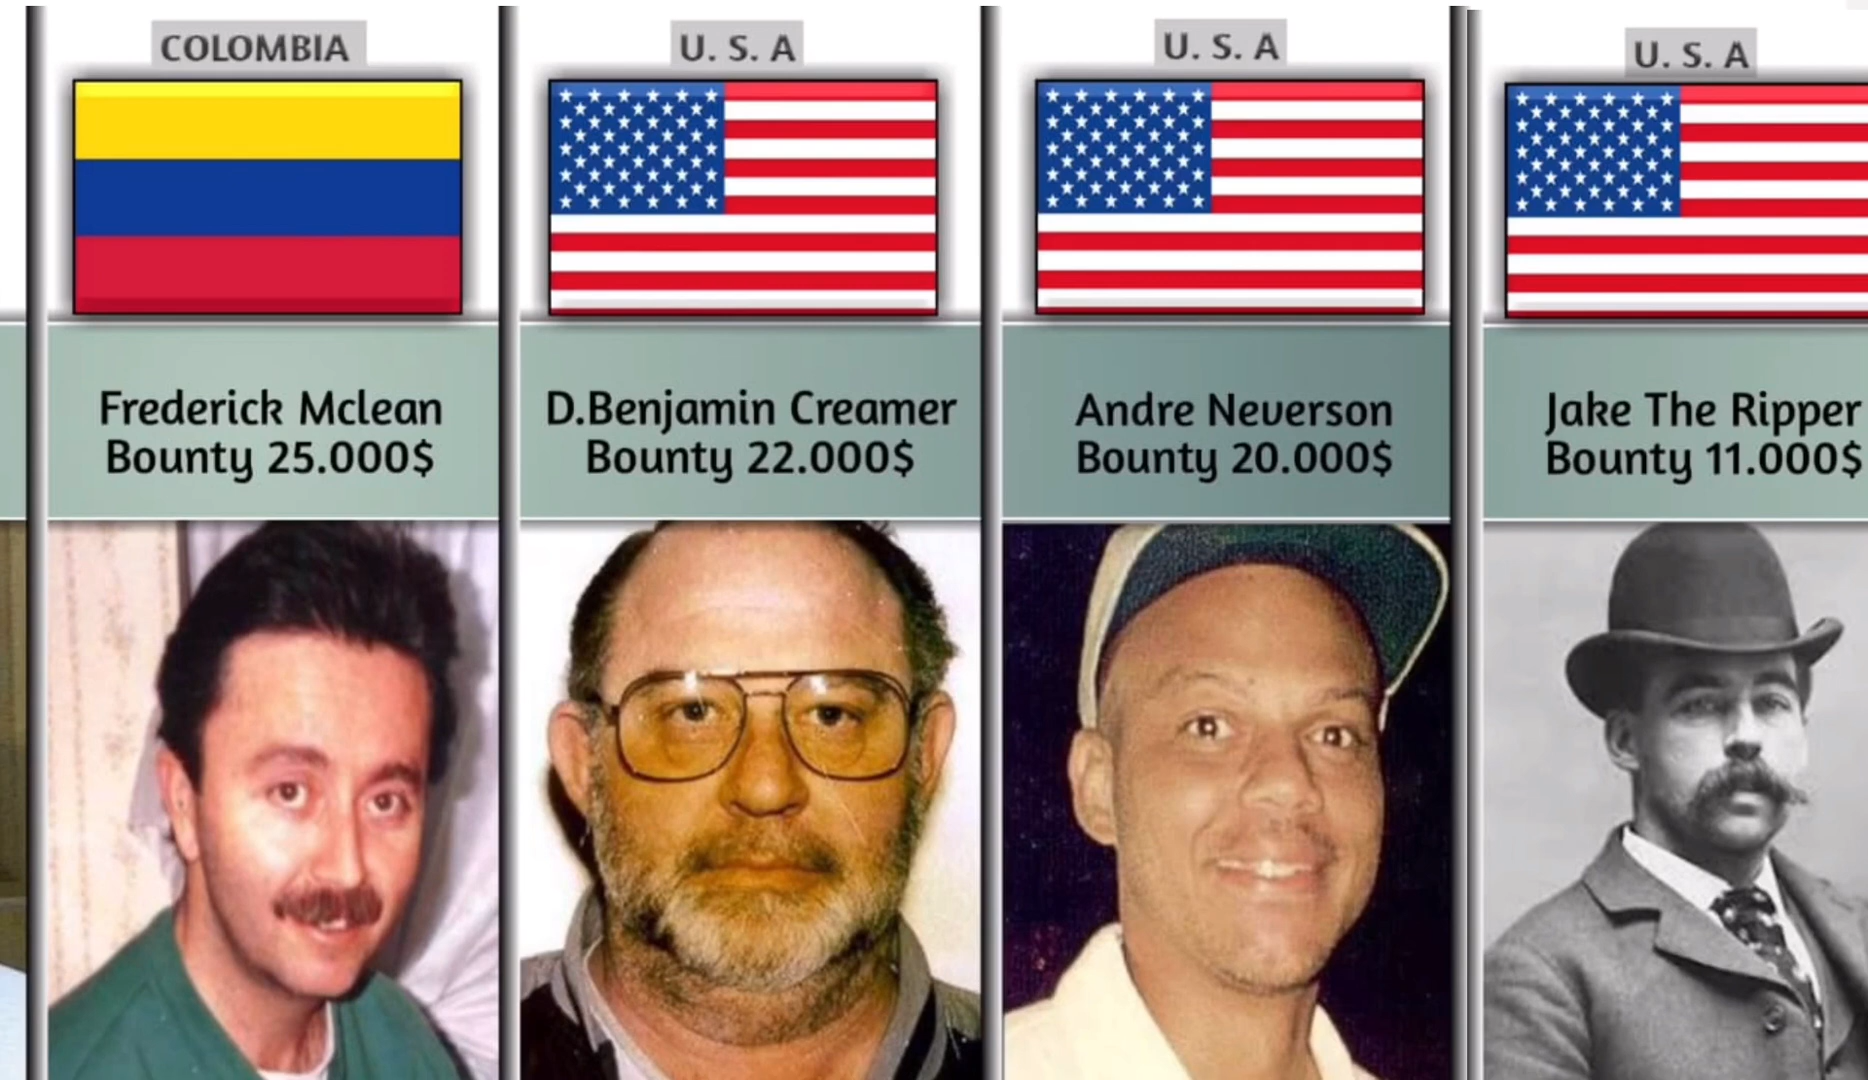 COLOMBIA
Frederick Mclean
Bounty 25.000$
U. S. A
D.Benjamin Creamer
Bounty 22.000$
U. S. A
Andre Neverson
Bounty 20.000$
U. S. A
Jake The Ripper
Bounty 11.000$